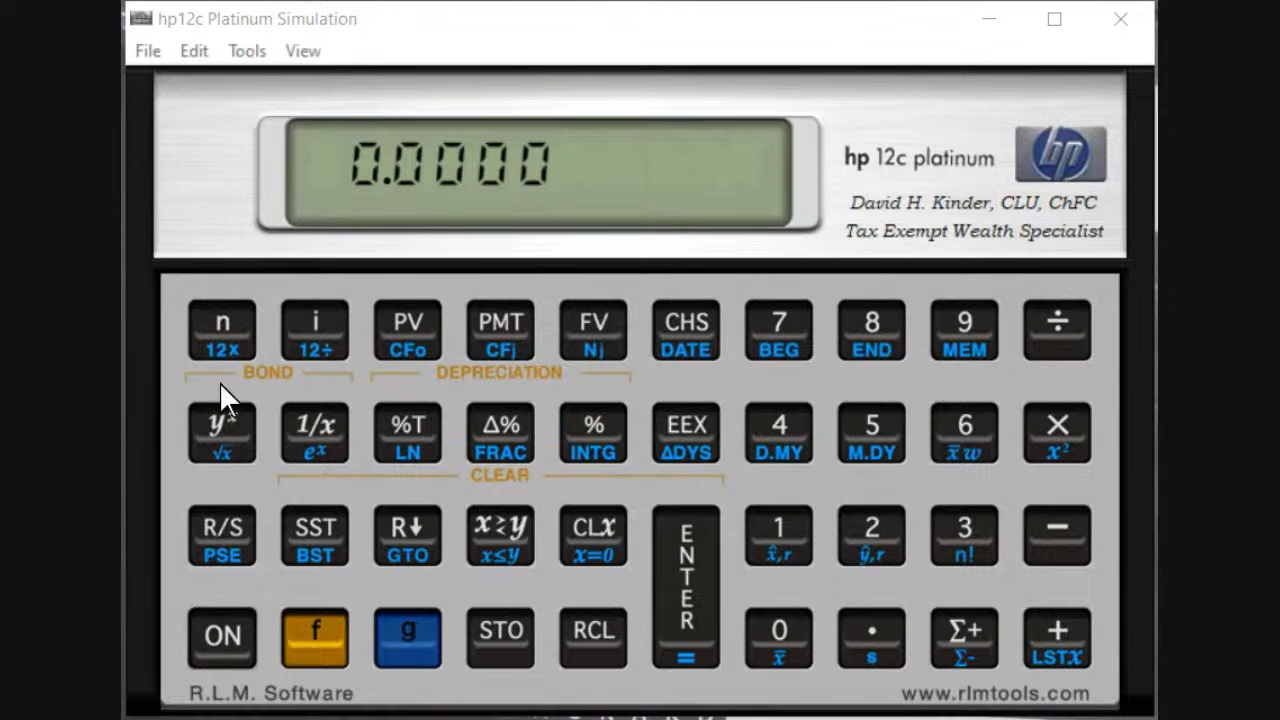 hp12c Platinum Simulation
File Edit Tools View
0.0000
hp 12c platinum
hp
David H. Kinder, CLU, ChFC
Tax Exempt Wealth Specialist
n i PV PMT FV CHS 7 8 9 ÷
12x 12÷ CFo CFj Nj DATE BEG END MEM
BOND DEPRECIATION
yˣ 1/x %T Δ% % EEX 4 5 6 ×
√x eˣ LN FRAC INTG ΔDYS D.MY M.DY x̅w x²
CLEAR
R/S SST R↓ x≷y CLx ENTER 1 2 3 −
PSE BST GTO x≤y x=0 x̂,r ŷ,r n!
ON f g STO RCL 0 • Σ+ +
= x̅ s Σ- LSTX
R.L.M. Software www.rlmtools.com